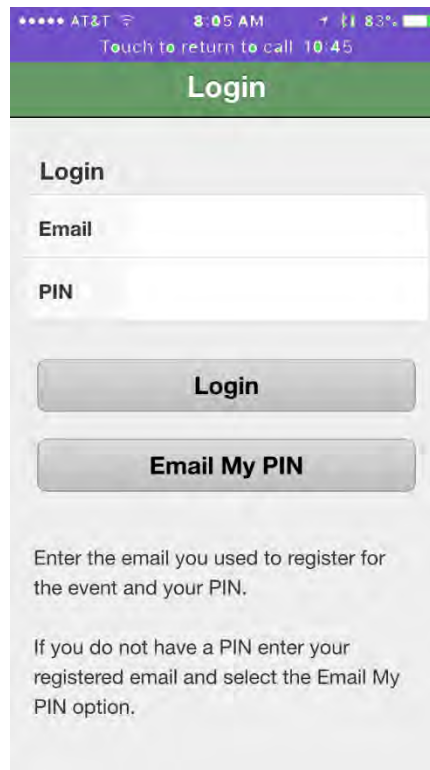 AT&T 8:05 AM 83%
Touch to return to call 10:45
Login
Login
Email
PIN
Login
Email My PIN
Enter the email you used to register for
the event and your PIN.
If you do not have a PIN enter your
registered email and select the Email My
PIN option.